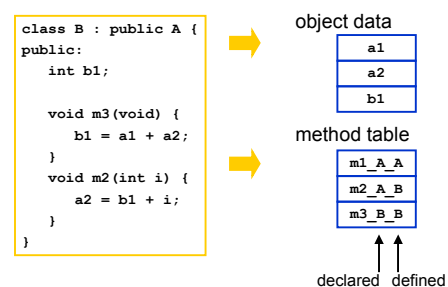 class B : public A {
public:
int b1;
void m3(void) {
b1 = a1 + a2;
}
void m2(int i) {
a2 = b1 + i;
}
}
object data
a1
a2
b1
method table
m1_A_A
m2_A_B
m3_B_B
declared defined